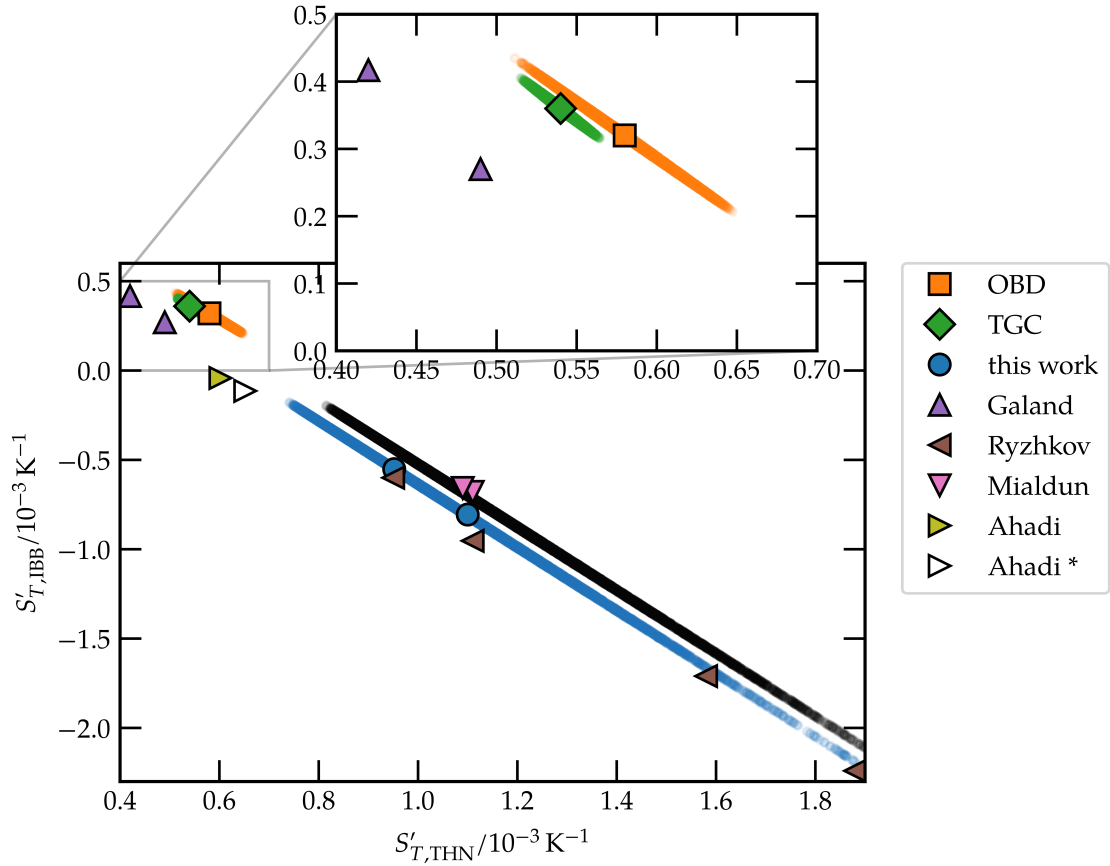 0.5
0.4
0.3
0.2
0.1
0.0
0.40 0.45 0.50 0.55 0.60 0.65 0.70
0.5
0.0
−0.5
−1.0
−1.5
−2.0
S′T,IBB/10−3 K−1
0.4 0.6 0.8 1.0 1.2 1.4 1.6 1.8
S′T,THN/10−3 K−1
OBD
TGC
this work
Galand
Ryzhkov
Mialdun
Ahadi
Ahadi *